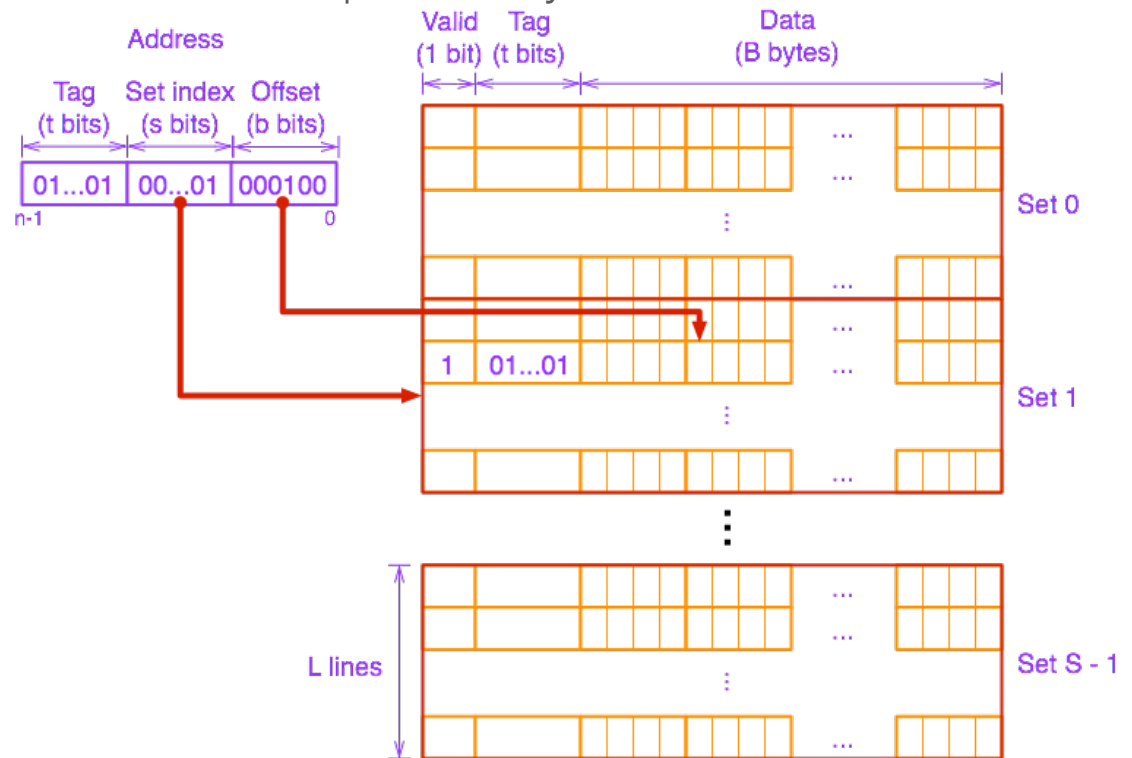 Address
Tag Set index Offset
(t bits) (s bits) (b bits)
01...01 00...01 000100
n-1 0
Valid Tag Data
(1 bit) (t bits) (B bytes)
...
...
⋮
...
Set 0
...
1 01...01 ...
⋮
...
Set 1
⋮
L lines
...
...
⋮
...
Set S - 1